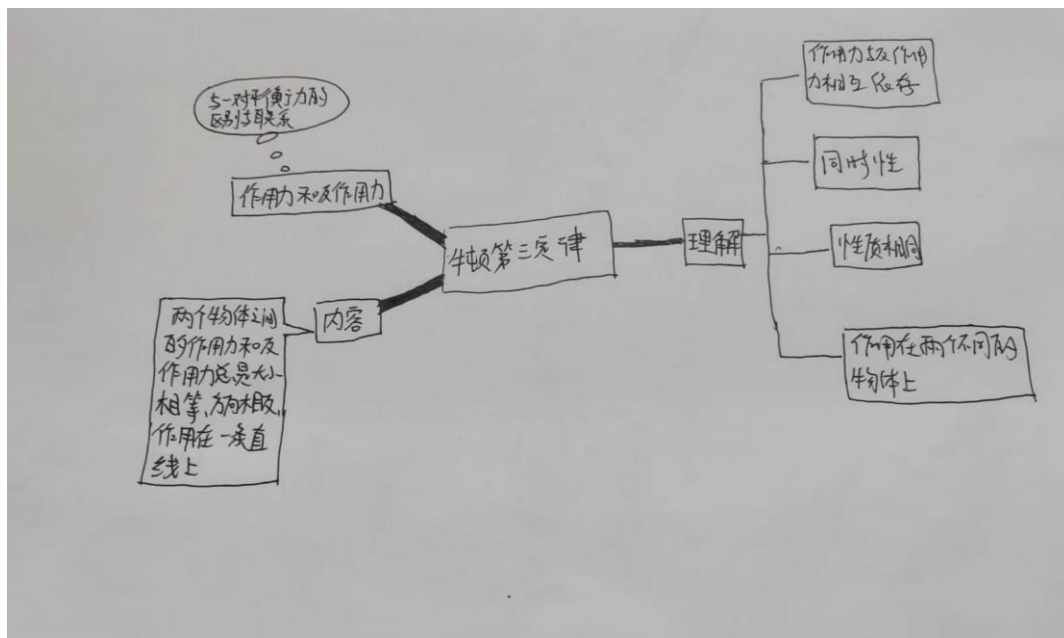 与一对平衡力的
区别与联系
作用力和反作用力
牛顿第三定律
内容
两个物体之间
的作用力和反
作用力总是大小
相等、方向相反、
作用在一条直
线上
理解
作用力与反作用
力相互依存
同时性
性质相同
作用在两个不同的
物体上